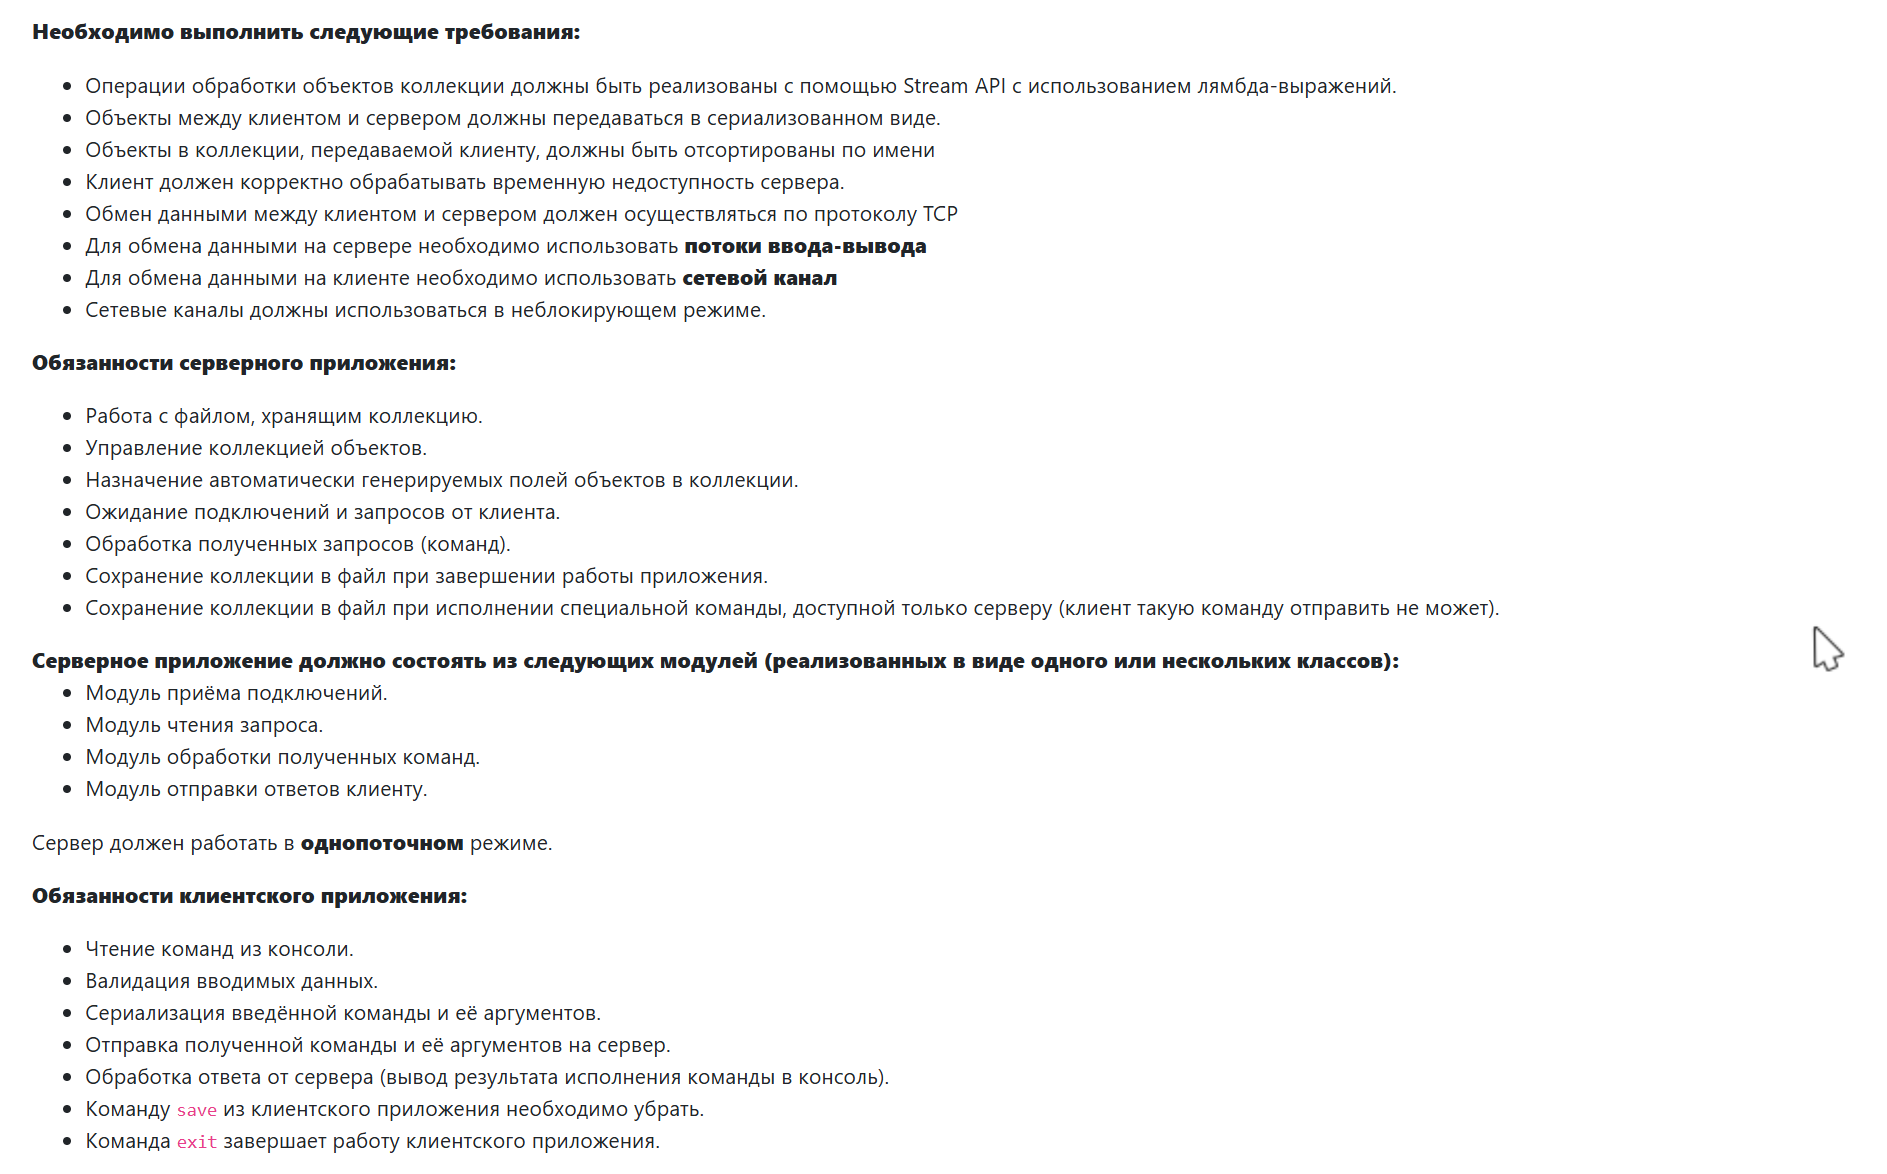 Необходимо выполнить следующие требования:
Операции обработки объектов коллекции должны быть реализованы с помощью Stream API с использованием лямбда-выражений.
Объекты между клиентом и сервером должны передаваться в сериализованном виде.
Объекты в коллекции, передаваемой клиенту, должны быть отсортированы по имени
Клиент должен корректно обрабатывать временную недоступность сервера.
Обмен данными между клиентом и сервером должен осуществляться по протоколу TCP
Для обмена данными на сервере необходимо использовать потоки ввода-вывода
Для обмена данными на клиенте необходимо использовать сетевой канал
Сетевые каналы должны использоваться в неблокирующем режиме.
Обязанности серверного приложения:
Работа с файлом, хранящим коллекцию.
Управление коллекцией объектов.
Назначение автоматически генерируемых полей объектов в коллекции.
Ожидание подключений и запросов от клиента.
Обработка полученных запросов (команд).
Сохранение коллекции в файл при завершении работы приложения.
Сохранение коллекции в файл при исполнении специальной команды, доступной только серверу (клиент такую команду отправить не может).
Серверное приложение должно состоять из следующих модулей (реализованных в виде одного или нескольких классов):
Модуль приёма подключений.
Модуль чтения запроса.
Модуль обработки полученных команд.
Модуль отправки ответов клиенту.
Сервер должен работать в однопоточном режиме.
Обязанности клиентского приложения:
Чтение команд из консоли.
Валидация вводимых данных.
Сериализация введённой команды и её аргументов.
Отправка полученной команды и её аргументов на сервер.
Обработка ответа от сервера (вывод результата исполнения команды в консоль).
Команду save из клиентского приложения необходимо убрать.
Команда exit завершает работу клиентского приложения.